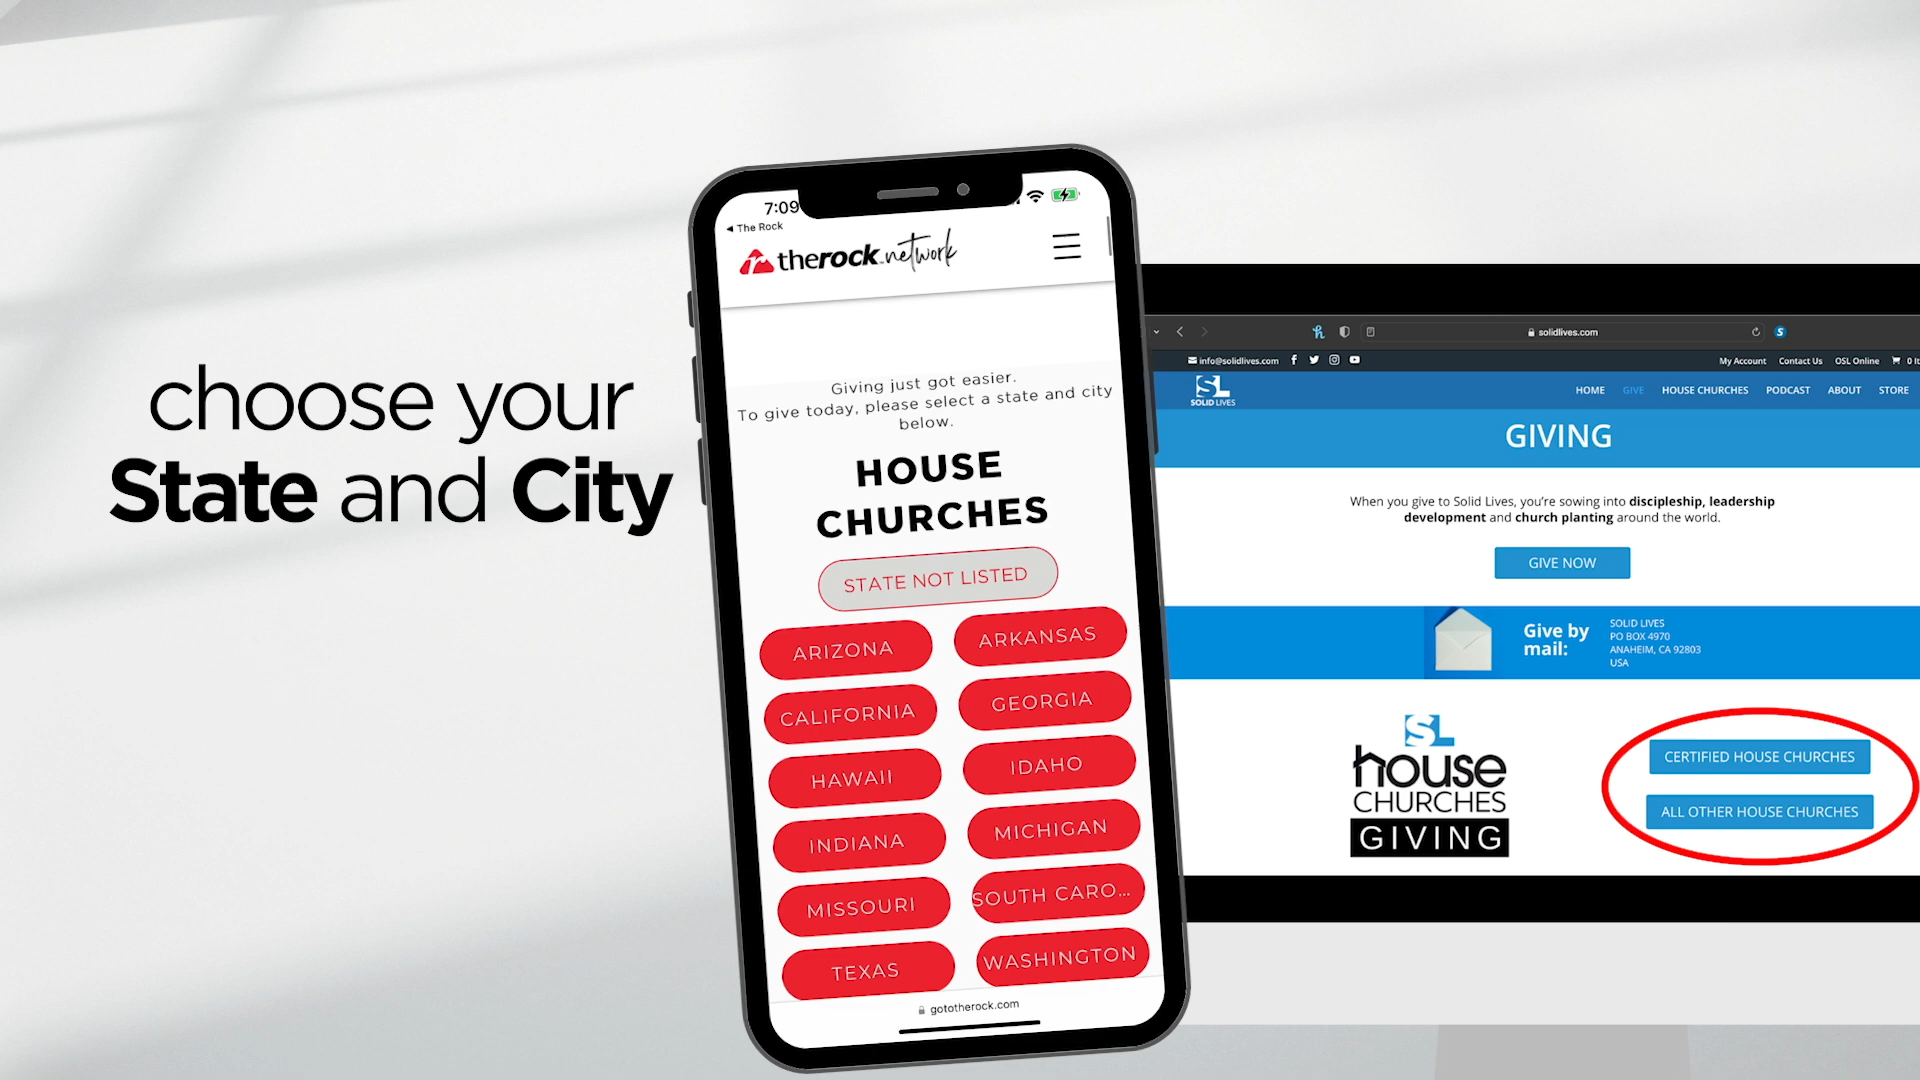 choose your
State and City
7:09
◄ The Rock
therock.network
Giving just got easier.
To give today, please select a state and city
below.
HOUSE
CHURCHES
STATE NOT LISTED
ARIZONA
ARKANSAS
CALIFORNIA
GEORGIA
HAWAII
IDAHO
INDIANA
MICHIGAN
MISSOURI
SOUTH CARO...
TEXAS
WASHINGTON
gototherock.com
solidlives.com
info@solidlives.com
My Account
Contact Us
OSL Online
SL
SOLID LIVES
HOME
GIVE
HOUSE CHURCHES
PODCAST
ABOUT
STORE
GIVING
When you give to Solid Lives, you're sowing into discipleship, leadership
development and church planting around the world.
GIVE NOW
Give by
mail:
SOLID LIVES
PO BOX 4970
ANAHEIM, CA 92803
USA
SL
house
CHURCHES
GIVING
CERTIFIED HOUSE CHURCHES
ALL OTHER HOUSE CHURCHES